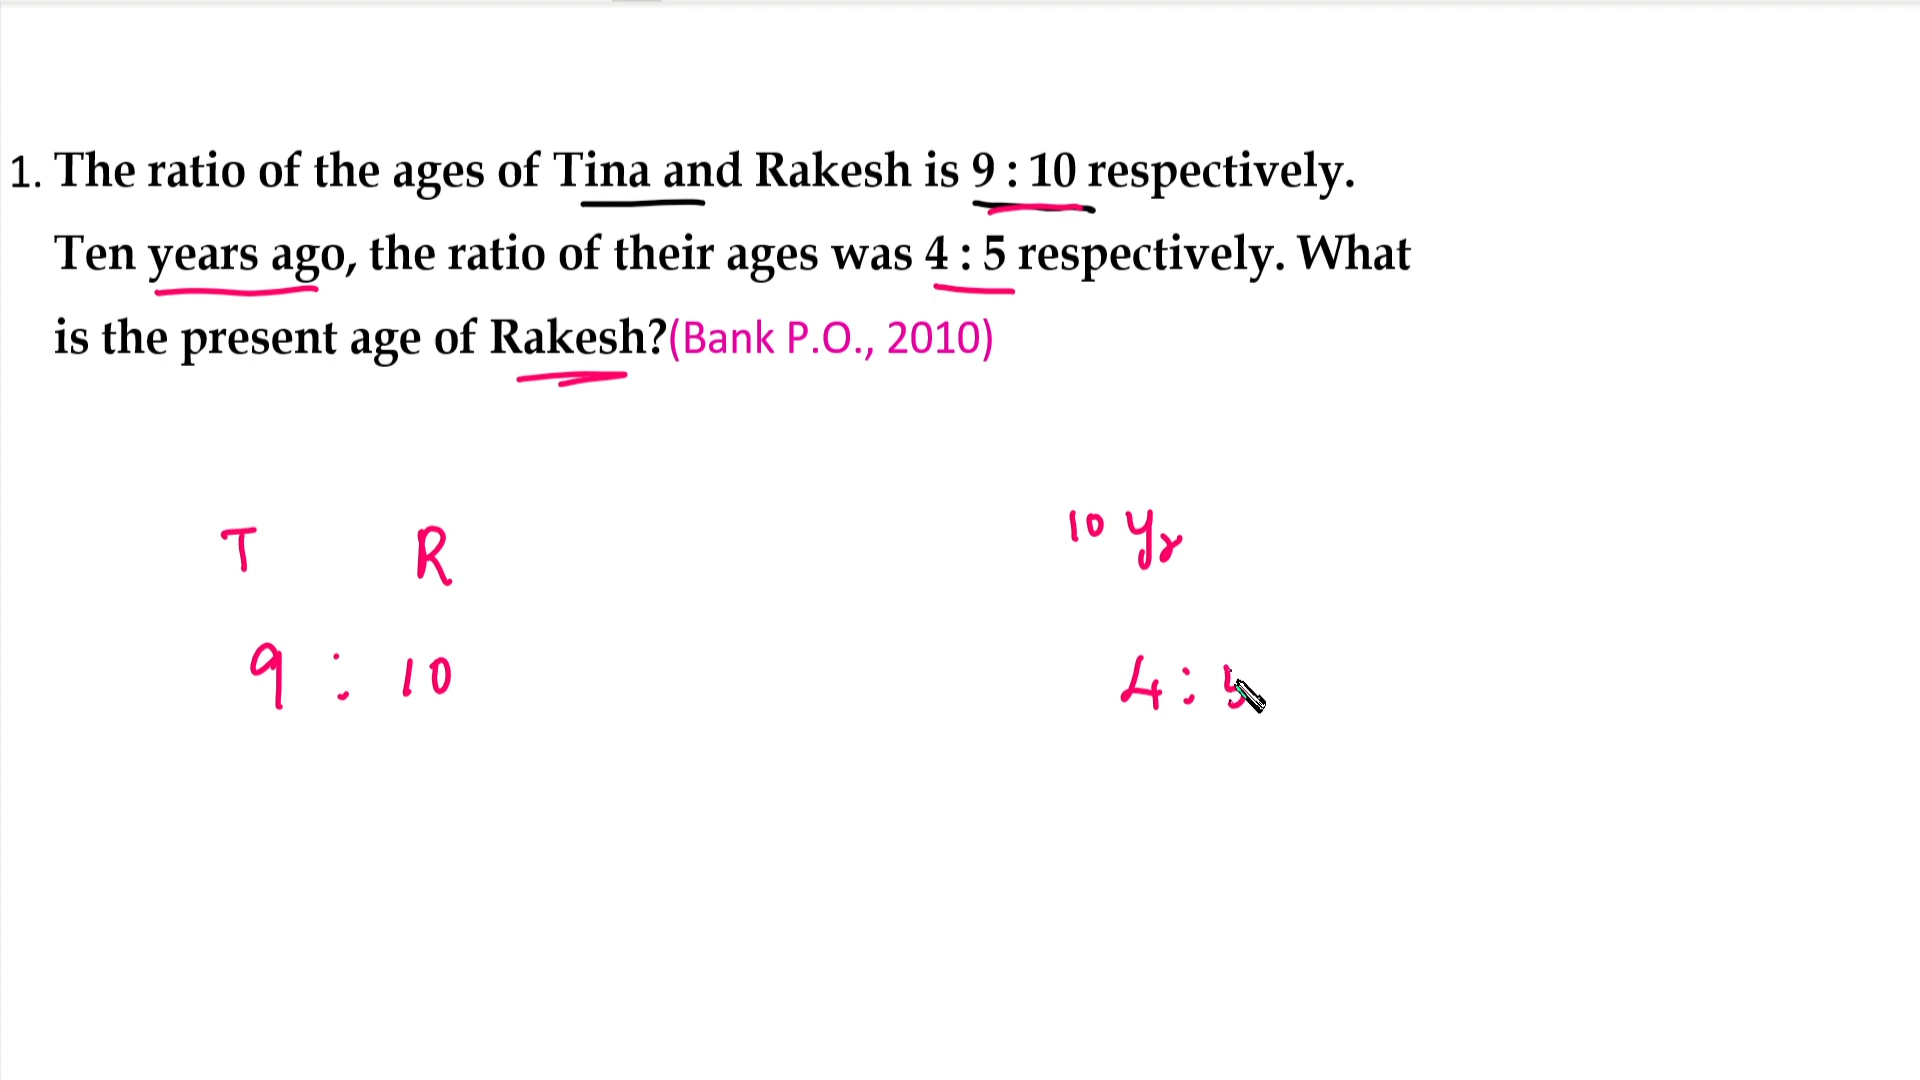 1. The ratio of the ages of Tina and Rakesh is 9 : 10 respectively.
Ten years ago, the ratio of their ages was 4 : 5 respectively. What
is the present age of Rakesh?(Bank P.O., 2010)
T R 10 Yr
9 : 10 4 : 5